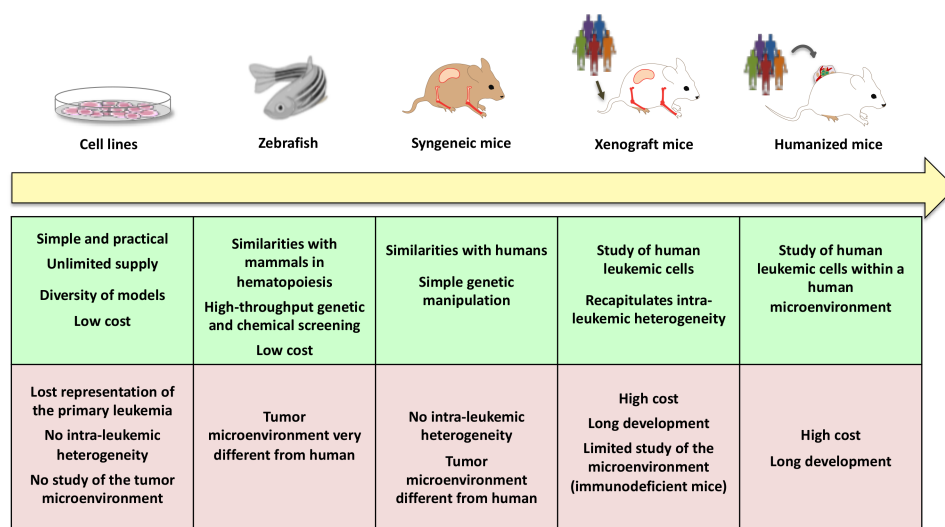 Cell lines
Zebrafish
Syngeneic mice
Xenograft mice
Humanized mice
Simple and practical
Unlimited supply
Diversity of models
Low cost
Similarities with
mammals in
hematopoiesis
High-throughput genetic
and chemical screening
Low cost
Similarities with humans
Simple genetic
manipulation
Study of human
leukemic cells
Recapitulates intra-
leukemic heterogeneity
Study of human
leukemic cells within a
human
microenvironment
Lost representation of
the primary leukemia
No intra-leukemic
heterogeneity
No study of the tumor
microenvironment
Tumor
microenvironment very
different from human
No intra-leukemic
heterogeneity
Tumor
microenvironment
different from human
High cost
Long development
Limited study of the
microenvironment
(immunodeficient mice)
High cost
Long development